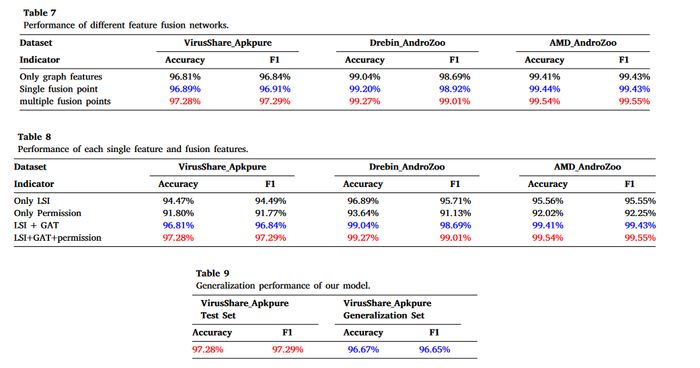 Table 7
Performance of different feature fusion networks.
Dataset VirusShare_Apkpure Drebin_AndroZoo AMD_AndroZoo
Indicator Accuracy F1 Accuracy F1 Accuracy F1
Only graph features 96.81% 96.84% 99.04% 98.69% 99.41% 99.43%
Single fusion point 96.89% 96.91% 99.20% 98.92% 99.44% 99.43%
multiple fusion points 97.28% 97.29% 99.27% 99.01% 99.54% 99.55%
Table 8
Performance of each single feature and fusion features.
Dataset VirusShare_Apkpure Drebin_AndroZoo AMD_AndroZoo
Indicator Accuracy F1 Accuracy F1 Accuracy F1
Only LSI 94.47% 94.49% 96.89% 95.71% 95.56% 95.55%
Only Permission 91.80% 91.77% 93.64% 91.13% 92.02% 92.25%
LSI + GAT 96.81% 96.84% 99.04% 98.69% 99.41% 99.43%
LSI+GAT+permission 97.28% 97.29% 99.27% 99.01% 99.54% 99.55%
Table 9
Generalization performance of our model.
VirusShare_Apkpure VirusShare_Apkpure
Test Set Generalization Set
Accuracy F1 Accuracy F1
97.28% 97.29% 96.67% 96.65%